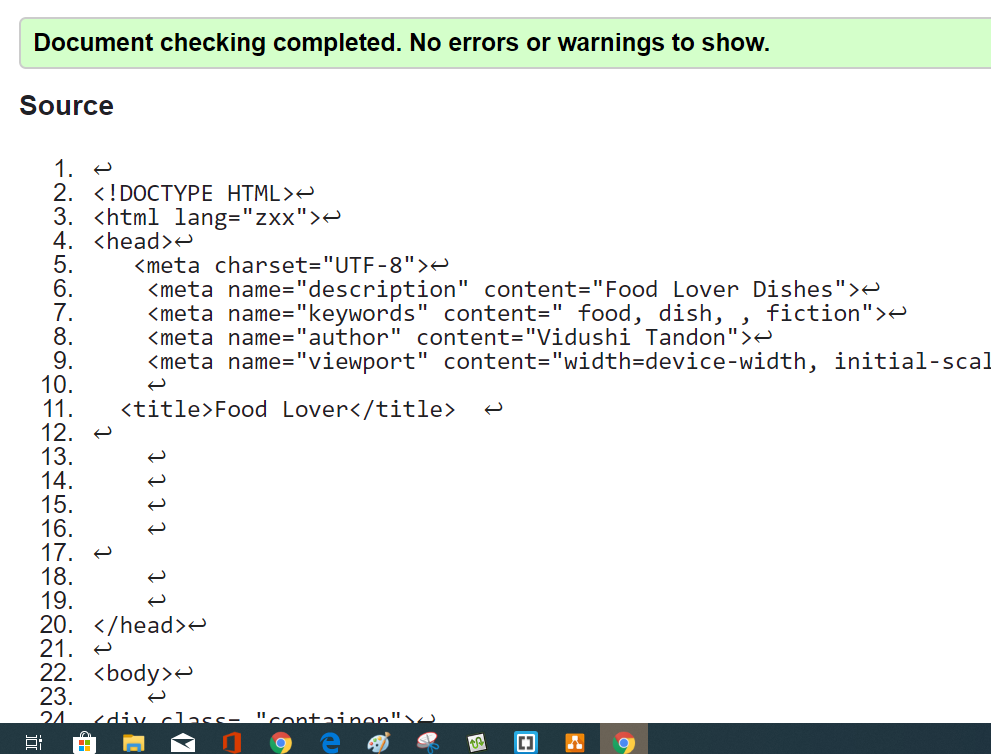 Document checking completed. No errors or warnings to show.
Source
1. ↩
2. <!DOCTYPE HTML>↩
3. <html lang="zxx">↩
4. <head>↩
5. <meta charset="UTF-8">↩
6. <meta name="description" content="Food Lover Dishes">↩
7. <meta name="keywords" content=" food, dish, , fiction">↩
8. <meta name="author" content="Vidushi Tandon">↩
9. <meta name="viewport" content="width=device-width, initial-scal
10. ↩
11. <title>Food Lover</title> ↩
12. ↩
13. ↩
14. ↩
15. ↩
16. ↩
17. ↩
18. ↩
19. ↩
20. </head>↩
21. ↩
22. <body>↩
23. ↩
24. <div class= "container">↩